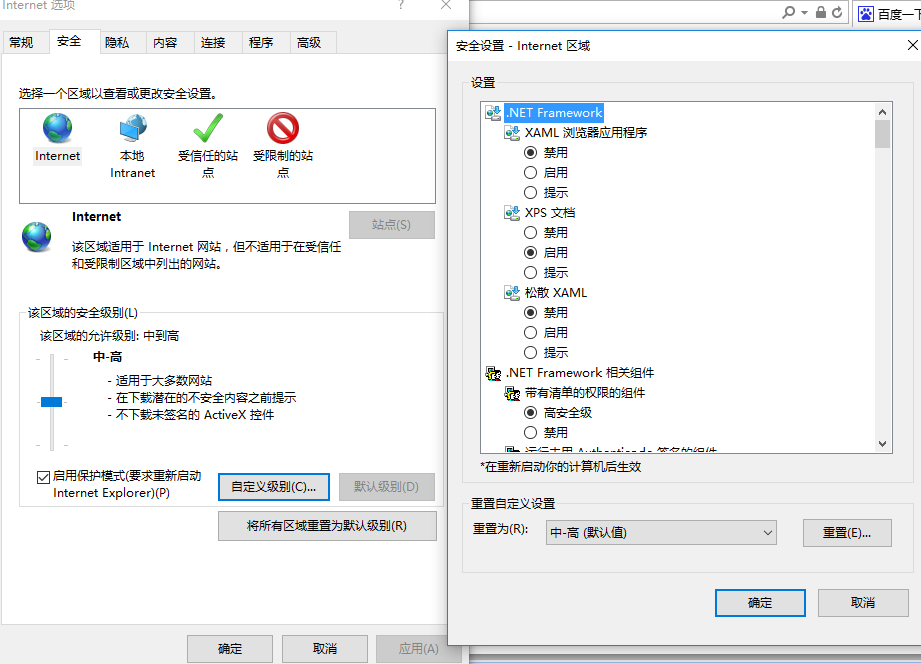 Internet 选项
?
常规
安全
隐私
内容
连接
程序
高级
选择一个区域以查看或更改安全设置。
Internet
本地
Intranet
受信任的站
点
受限制的站
点
Internet
站点(S)
该区域适用于 Internet 网站，但不适用于在受信任
和受限制区域中列出的网站。
该区域的安全级别(L)
该区域的允许级别: 中到高
中-高
- 适用于大多数网站
- 在下载潜在的不安全内容之前提示
- 不下载未签名的 ActiveX 控件
启用保护模式(要求重新启动
Internet Explorer)(P)
自定义级别(C)...
默认级别(D)
将所有区域重置为默认级别(R)
确定
取消
应用(A)
百度一下
安全设置 - Internet 区域
设置
.NET Framework
XAML 浏览器应用程序
禁用
启用
提示
XPS 文档
禁用
启用
提示
松散 XAML
禁用
启用
提示
.NET Framework 相关组件
带有清单的权限的组件
高安全级
禁用
运行未用 Authenticode 签名的组件
*在重新启动你的计算机后生效
重置自定义设置
重置为(R):
中-高 (默认值)
重置(E)...
确定
取消